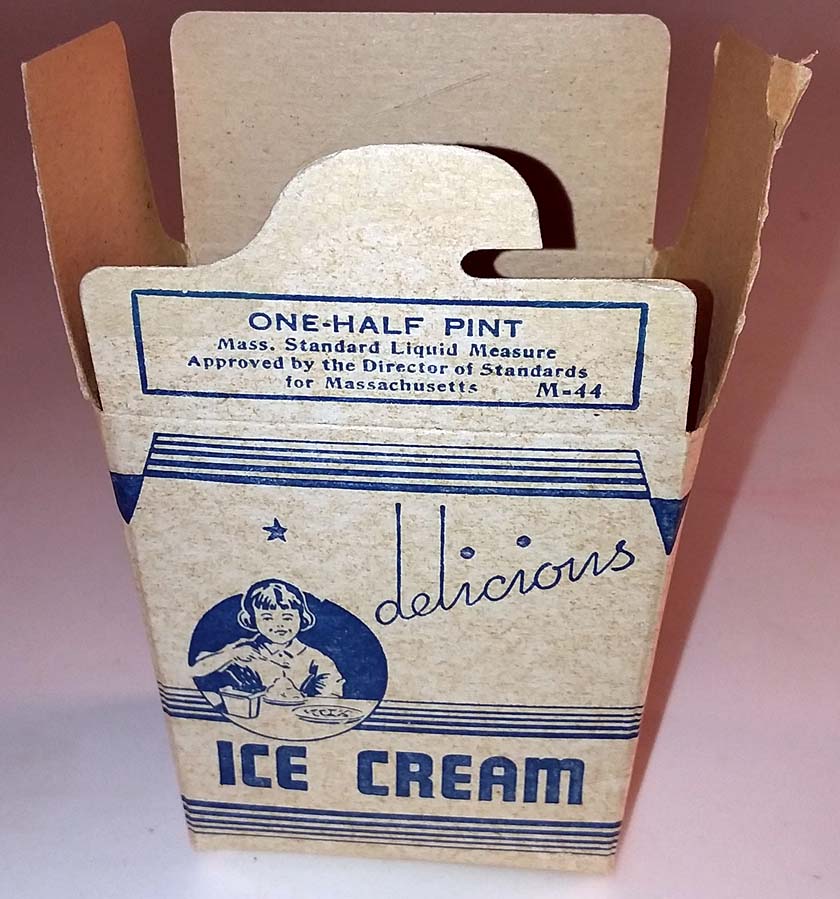 ONE-HALF PINT
Mass. Standard Liquid Measure
Approved by the Director of Standards
for Massachusetts M-44
delicious
ICE CREAM